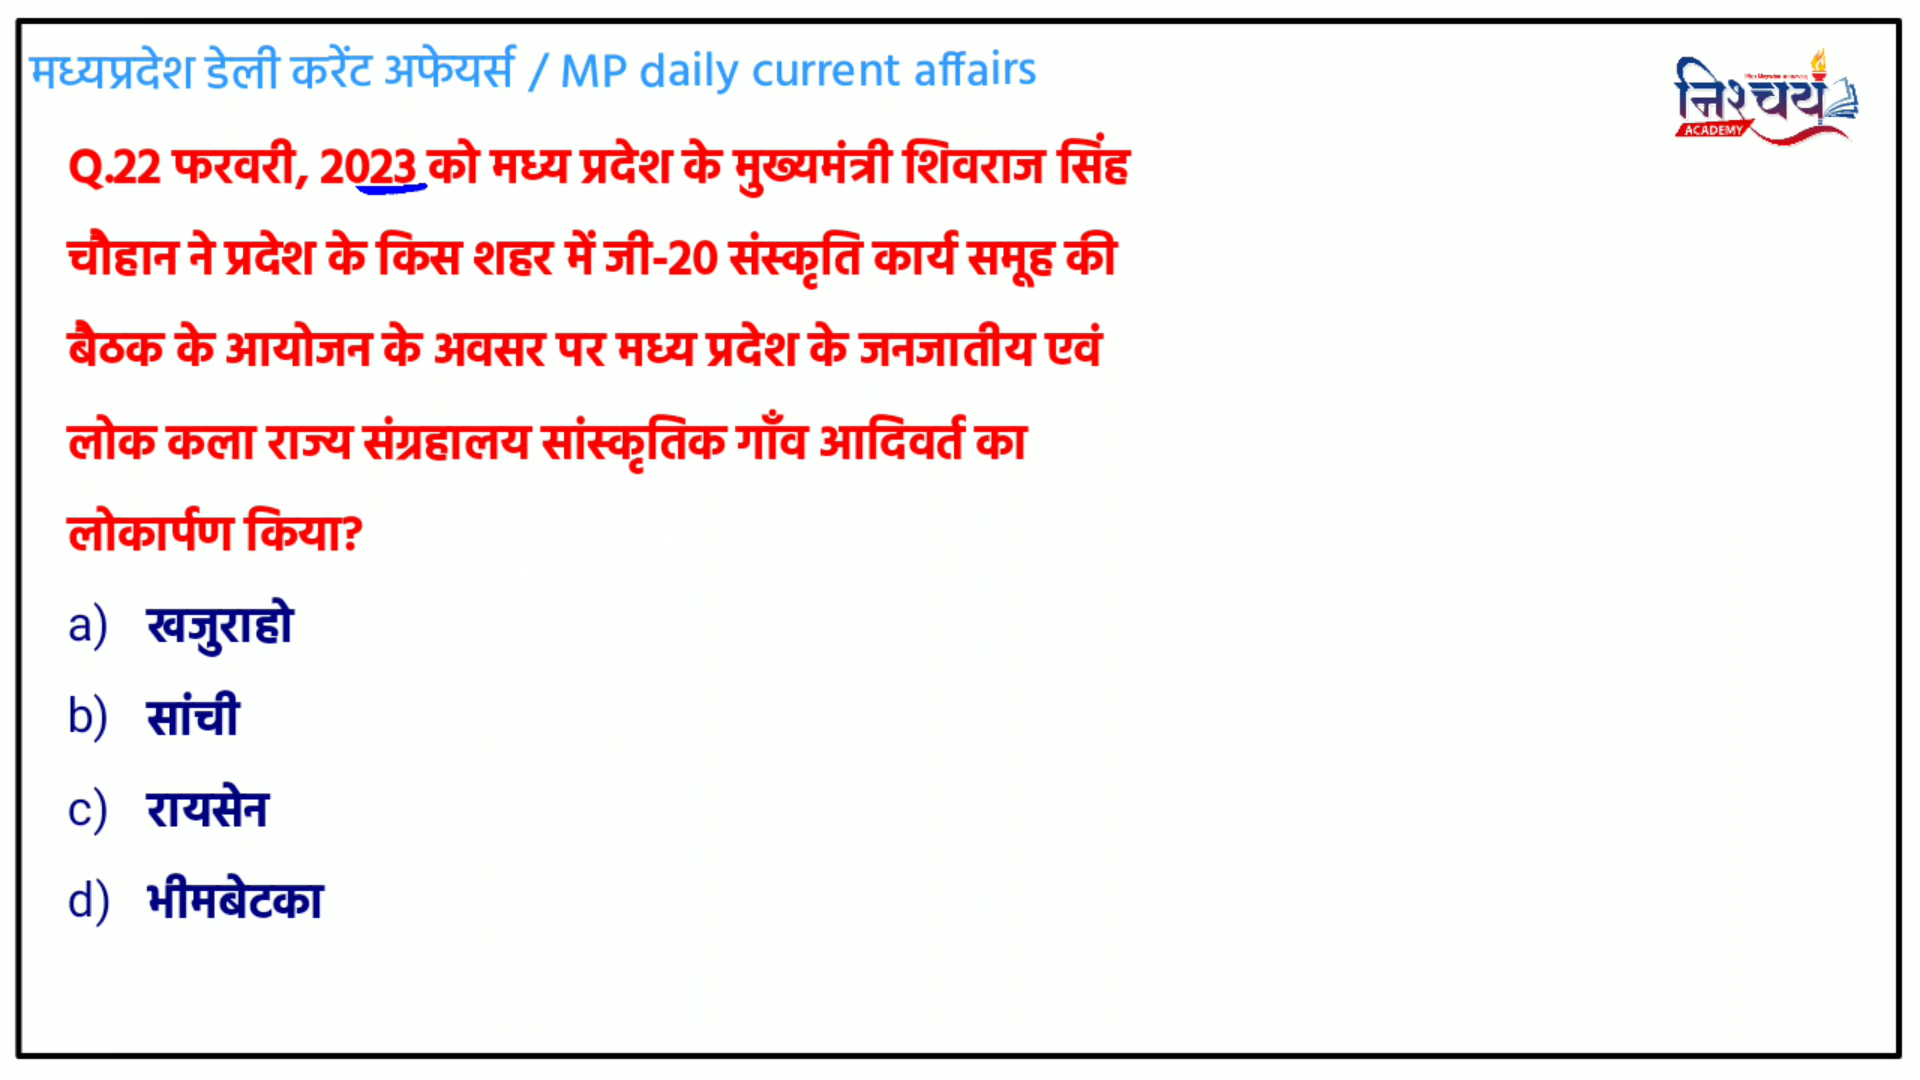 मध्यप्रदेश डेली करेंट अफेयर्स / MP daily current affairs
निश्चय
ACADEMY
Q.22 फरवरी, 2023 को मध्य प्रदेश के मुख्यमंत्री शिवराज सिंह
चौहान ने प्रदेश के किस शहर में जी-20 संस्कृति कार्य समूह की
बैठक के आयोजन के अवसर पर मध्य प्रदेश के जनजातीय एवं
लोक कला राज्य संग्रहालय सांस्कृतिक गाँव आदिवर्त का
लोकार्पण किया?
a) खजुराहो
b) सांची
c) रायसेन
d) भीमबेटका